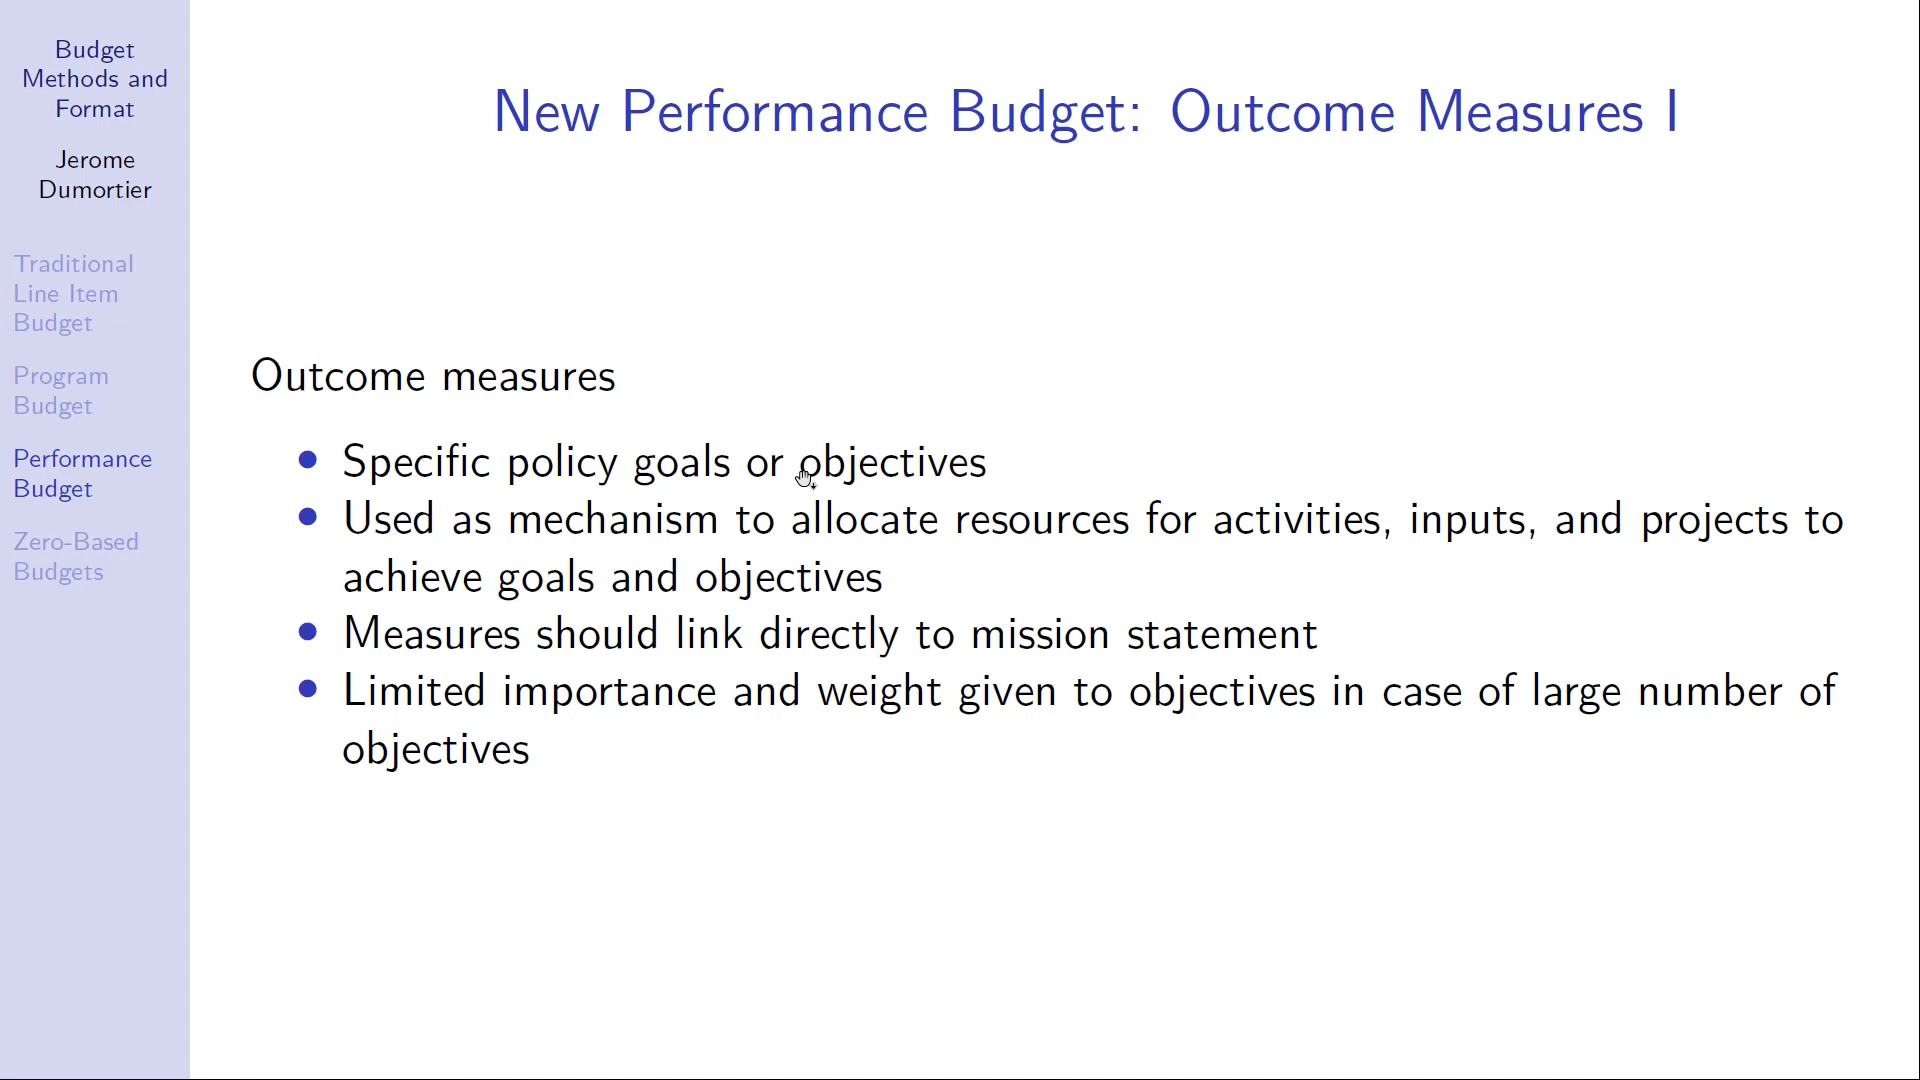 Budget
Methods and
Format
Jerome
Dumortier
Traditional
Line Item
Budget
Program
Budget
Performance
Budget
Zero-Based
Budgets
New Performance Budget: Outcome Measures I
Outcome measures
• Specific policy goals or objectives
• Used as mechanism to allocate resources for activities, inputs, and projects to
achieve goals and objectives
• Measures should link directly to mission statement
• Limited importance and weight given to objectives in case of large number of
objectives